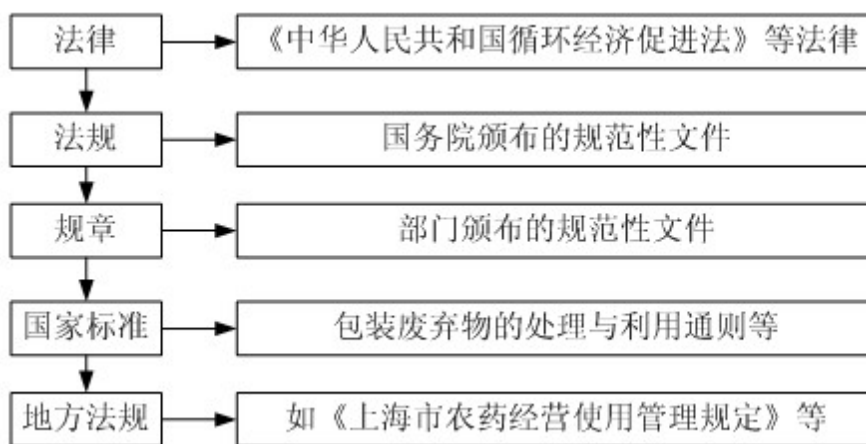 法律
《中华人民共和国循环经济促进法》等法律
法规
国务院颁布的规范性文件
规章
部门颁布的规范性文件
国家标准
包装废弃物的处理与利用通则等
地方法规
如《上海市农药经营使用管理规定》等